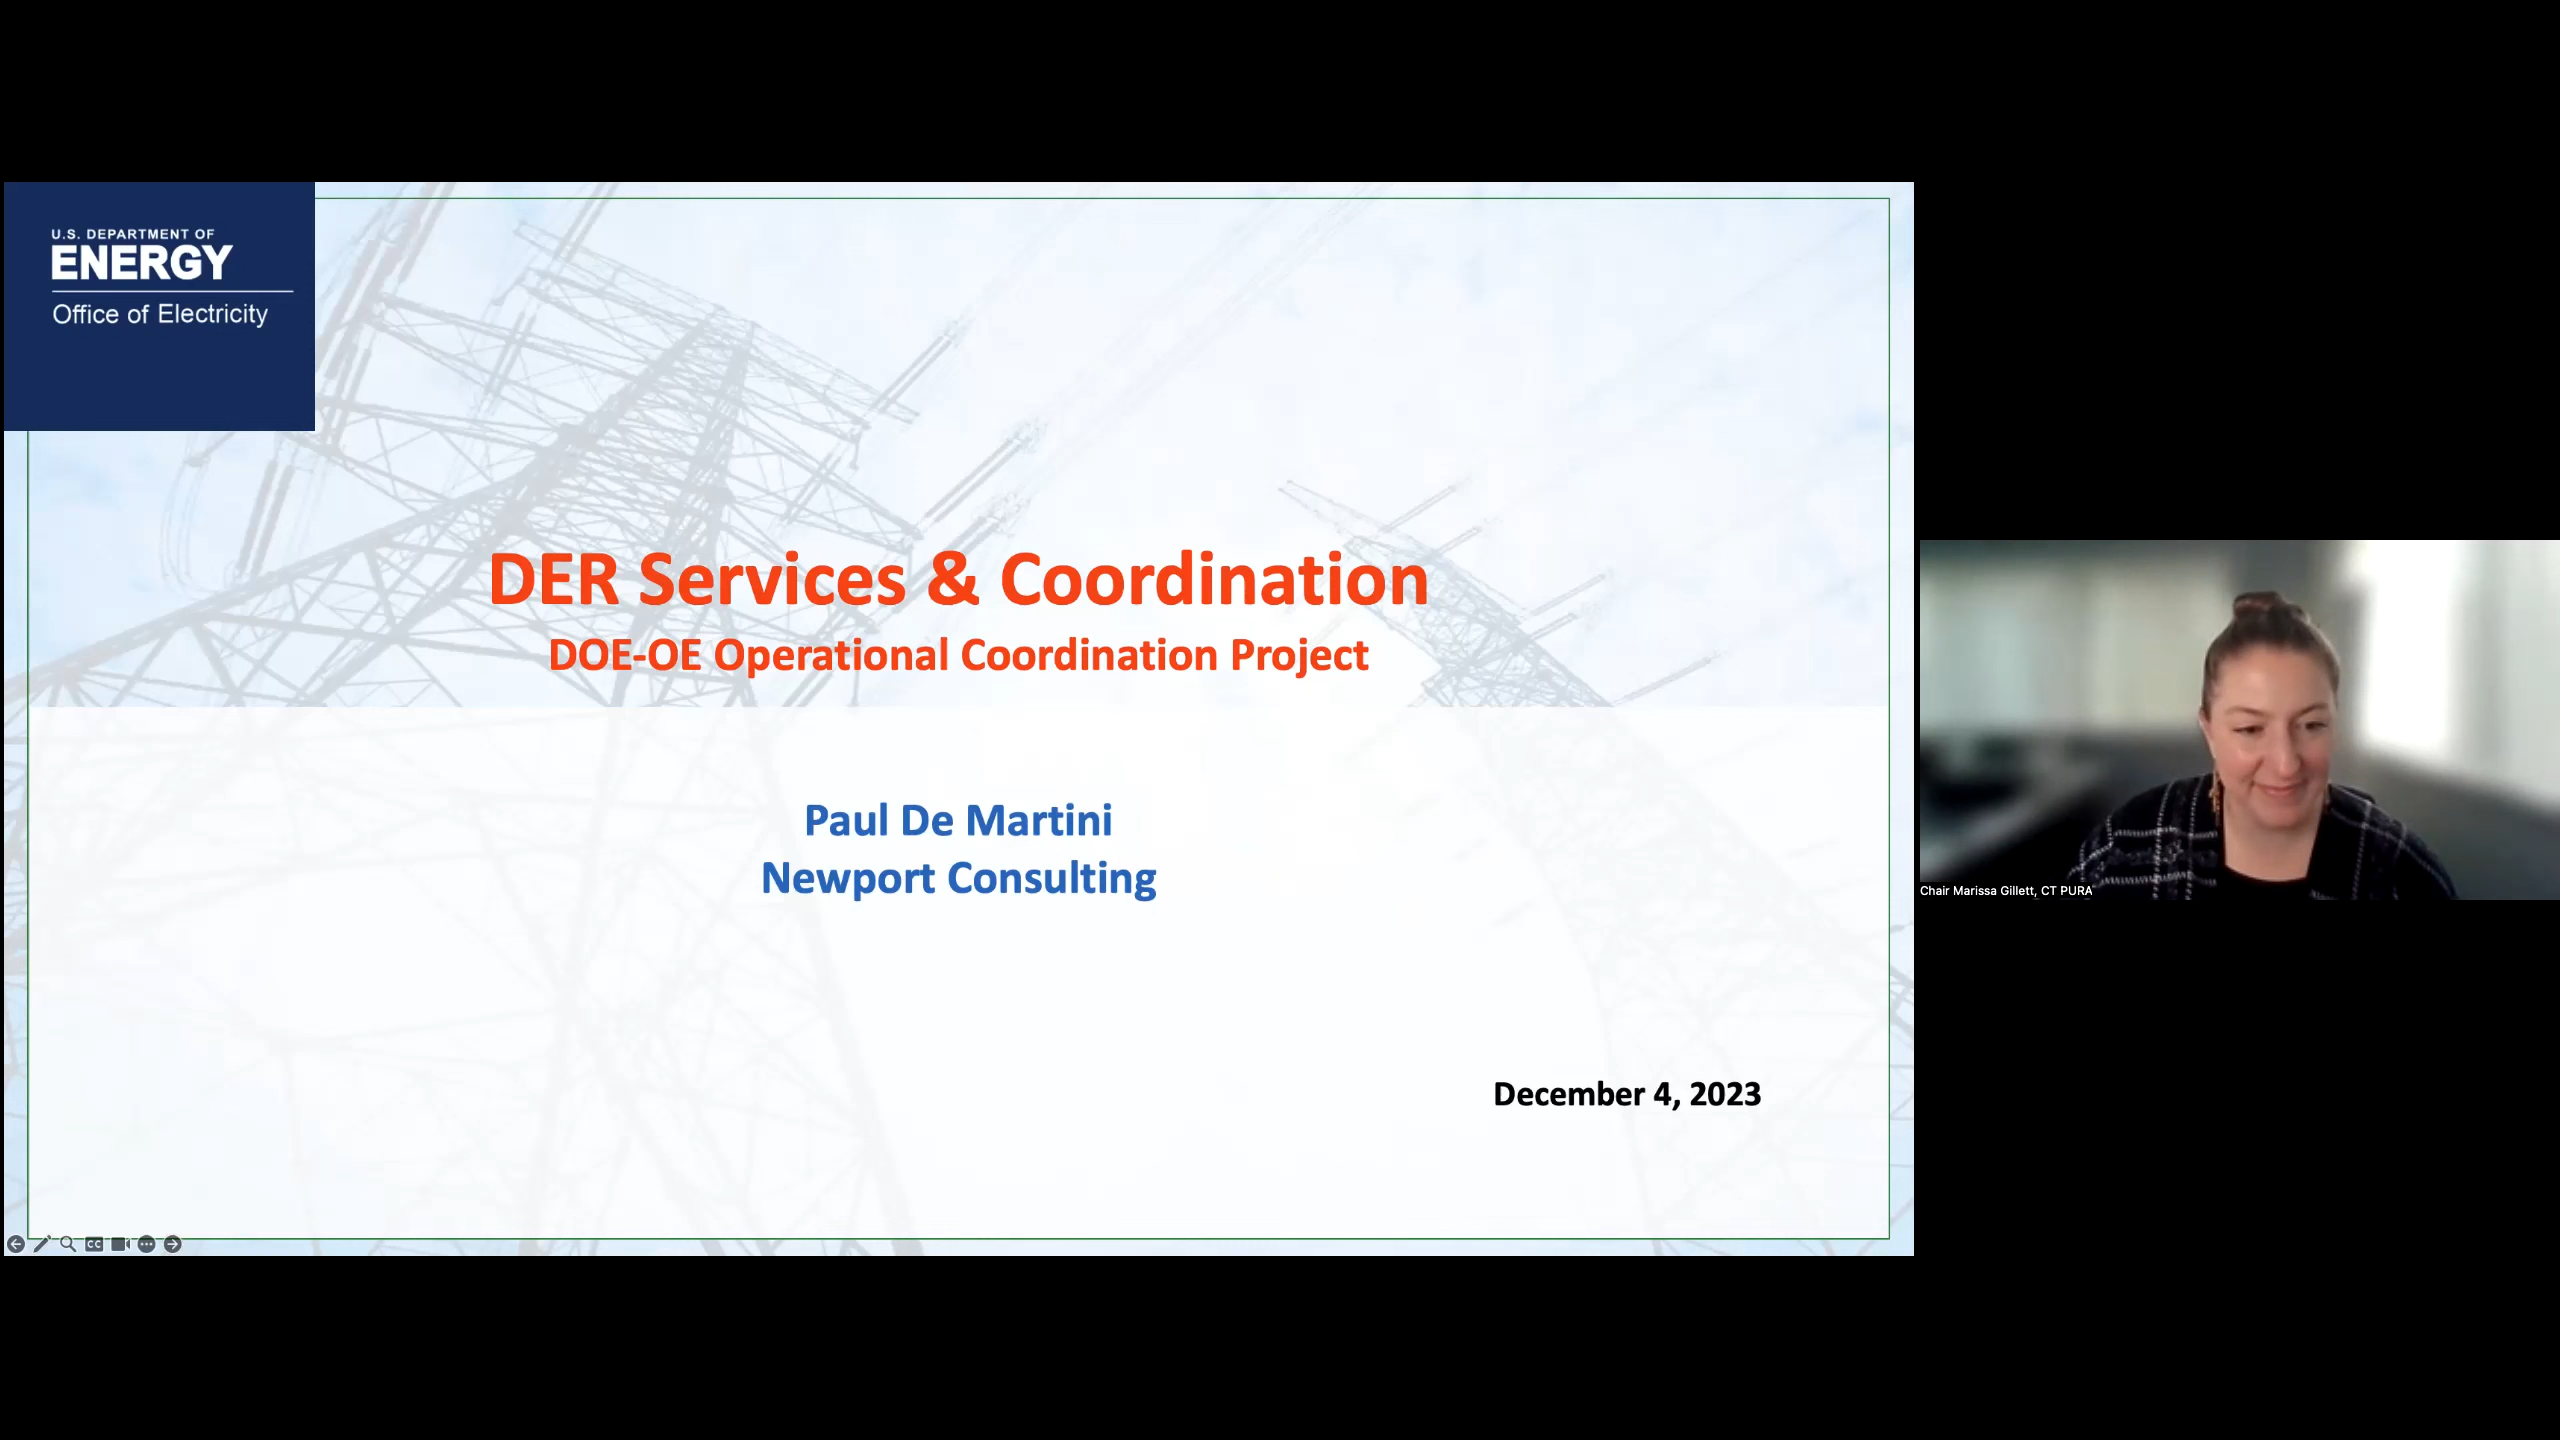 U.S. DEPARTMENT OF
ENERGY
Office of Electricity
DER Services & Coordination
DOE-OE Operational Coordination Project
Paul De Martini
Newport Consulting
December 4, 2023
CC
Chair Marissa Gillett, CT PURA